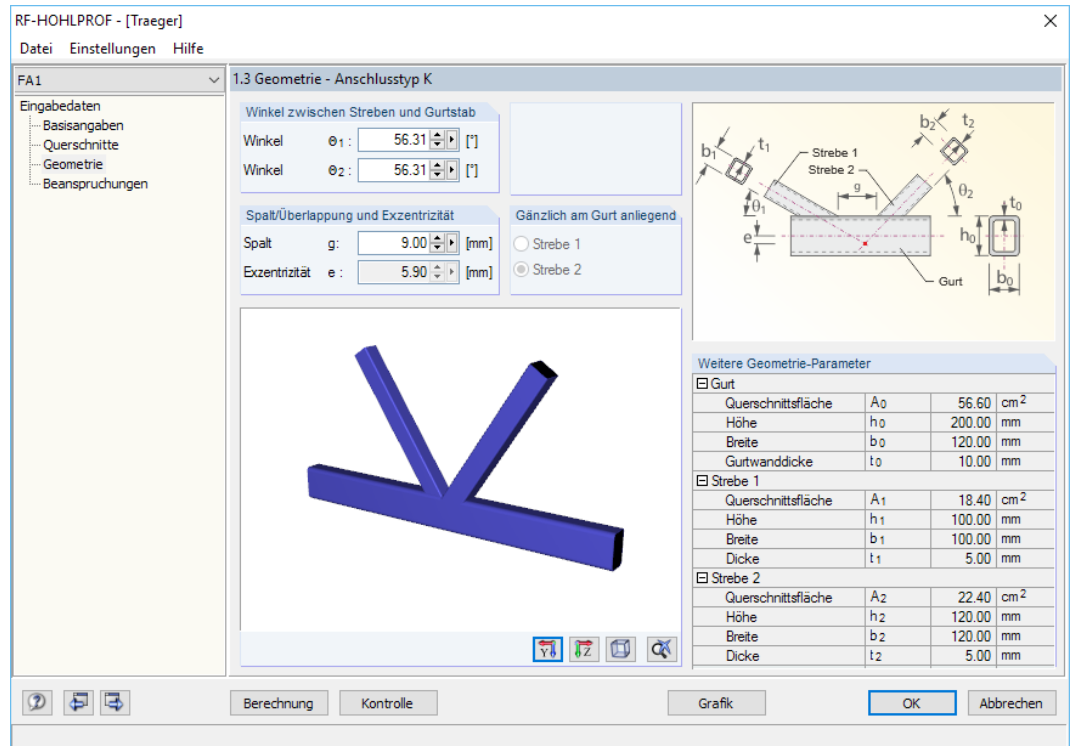 RF-HOHLPROF - [Traeger]
Datei Einstellungen Hilfe
FA1
Eingabedaten
Basisangaben
Querschnitte
Geometrie
Beanspruchungen
1.3 Geometrie - Anschlusstyp K
Winkel zwischen Streben und Gurtstab
Winkel Θ1 : 56.31 [°]
Winkel Θ2 : 56.31 [°]
Spalt/Überlappung und Exzentrizität
Spalt g: 9.00 [mm]
Exzentrizität e : 5.90 [mm]
Gänzlich am Gurt anliegend
Strebe 1
Strebe 2
b1 t1
b2 t2
Strebe 1
Strebe 2
g
θ1
θ2
t0
e
h0
Gurt
b0
Y
Z
Weitere Geometrie-Parameter
Gurt
Querschnittsfläche A0 56.60 cm2
Höhe h0 200.00 mm
Breite b0 120.00 mm
Gurtwanddicke t0 10.00 mm
Strebe 1
Querschnittsfläche A1 18.40 cm2
Höhe h1 100.00 mm
Breite b1 100.00 mm
Dicke t1 5.00 mm
Strebe 2
Querschnittsfläche A2 22.40 cm2
Höhe h2 120.00 mm
Breite b2 120.00 mm
Dicke t2 5.00 mm
Berechnung Kontrolle Grafik OK Abbrechen